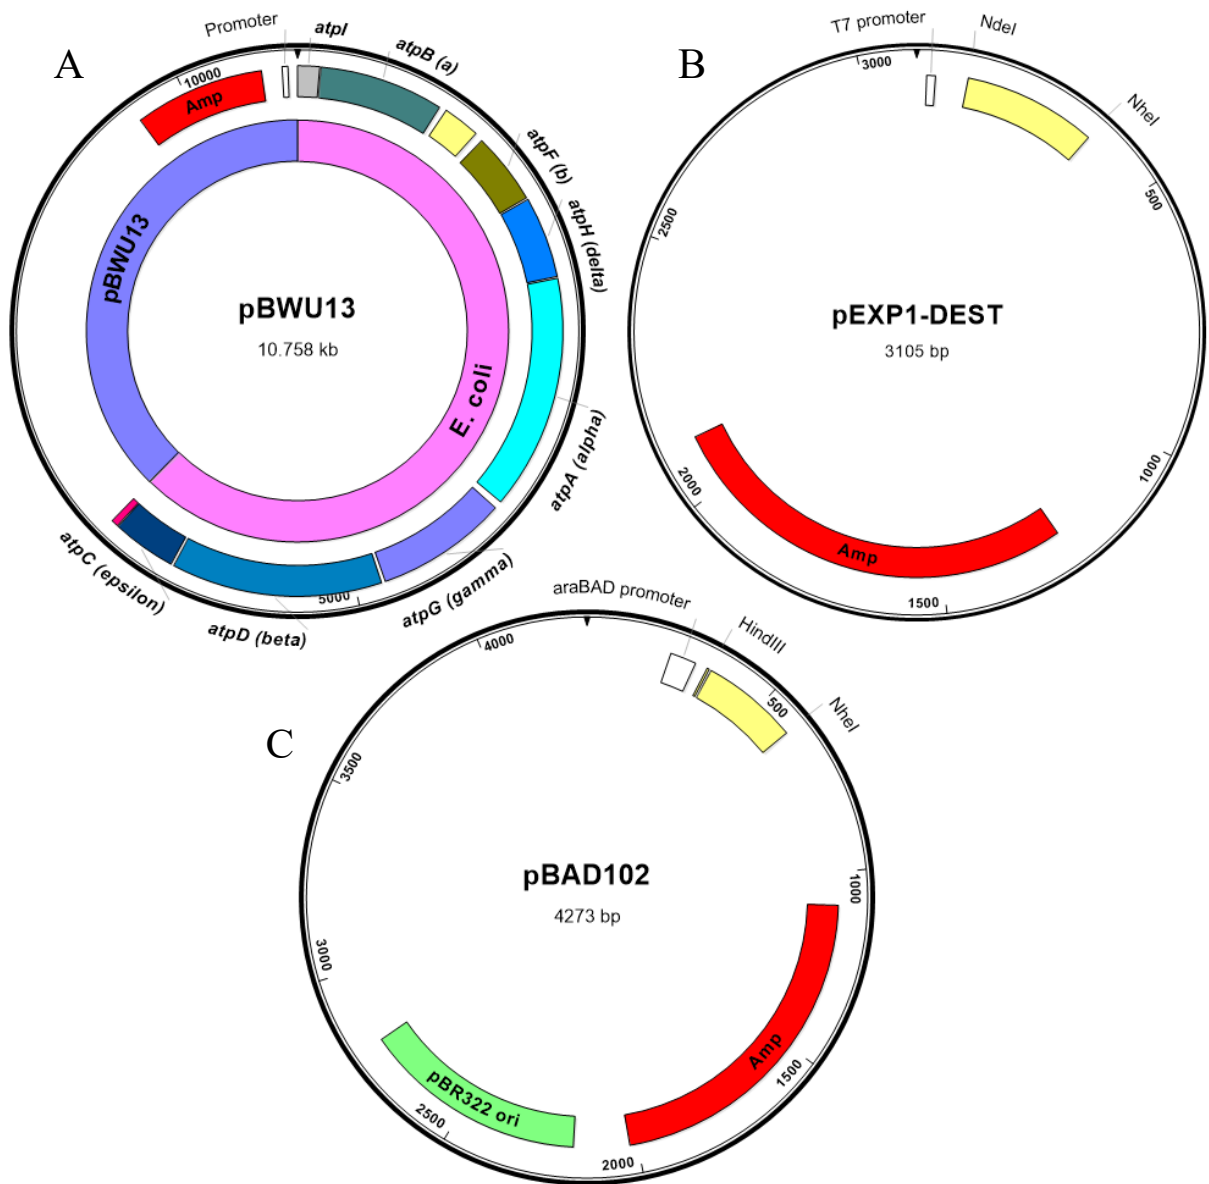 A
Promoter
atpI
atpB (a)
10000
Amp
atpF (b)
atpH (delta)
pBWU13
pBWU13
10.758 kb
E. coli
atpA (alpha)
atpC (epsilon)
5000
atpG (gamma)
atpD (beta)
B
T7 promoter
NdeI
3000
NheI
500
2500
pEXP1-DEST
3105 bp
1000
2000
Amp
1500
C
araBAD promoter
HindIII
4000
500
NheI
3500
pBAD102
4273 bp
1000
3000
Amp
1500
pBR322 ori
2500
2000